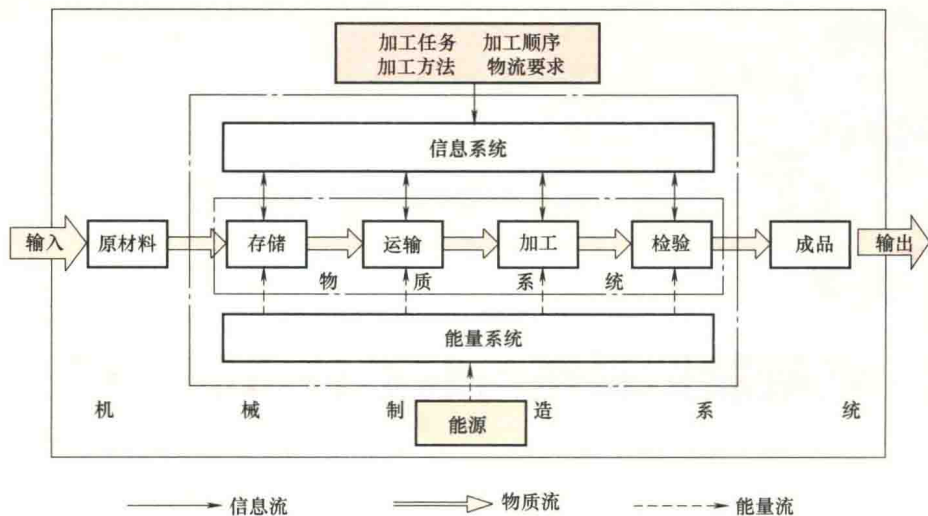 加工任务 加工顺序
加工方法 物流要求
信息系统
输入 原材料 存储 运输 加工 检验 成品 输出
物质系统
能量系统
机械制造系统
能源
信息流 物质流 能量流